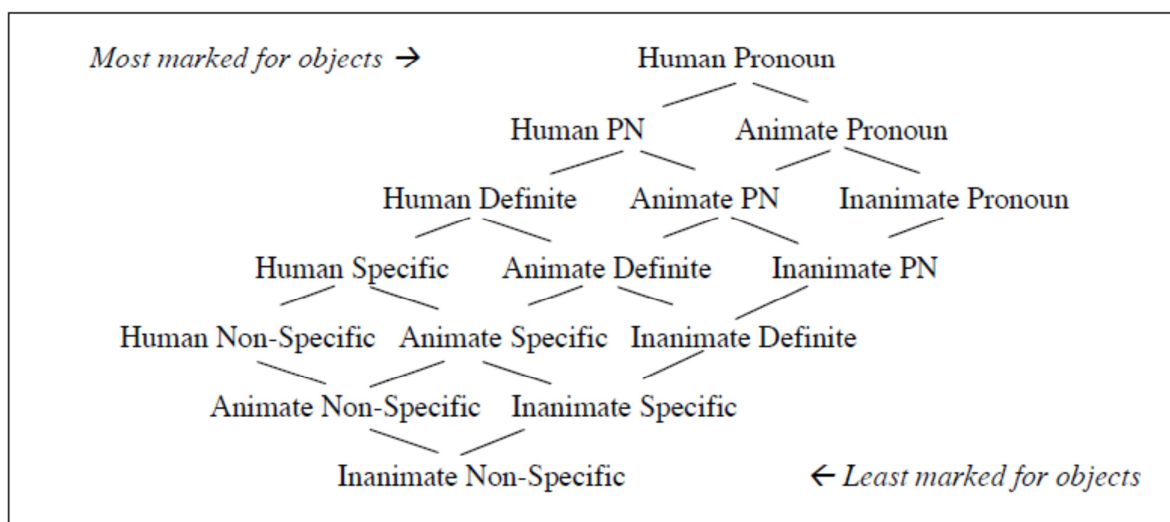 Most marked for objects → Human Pronoun
Human PN Animate Pronoun
Human Definite Animate PN Inanimate Pronoun
Human Specific Animate Definite Inanimate PN
Human Non-Specific Animate Specific Inanimate Definite
Animate Non-Specific Inanimate Specific
Inanimate Non-Specific ← Least marked for objects